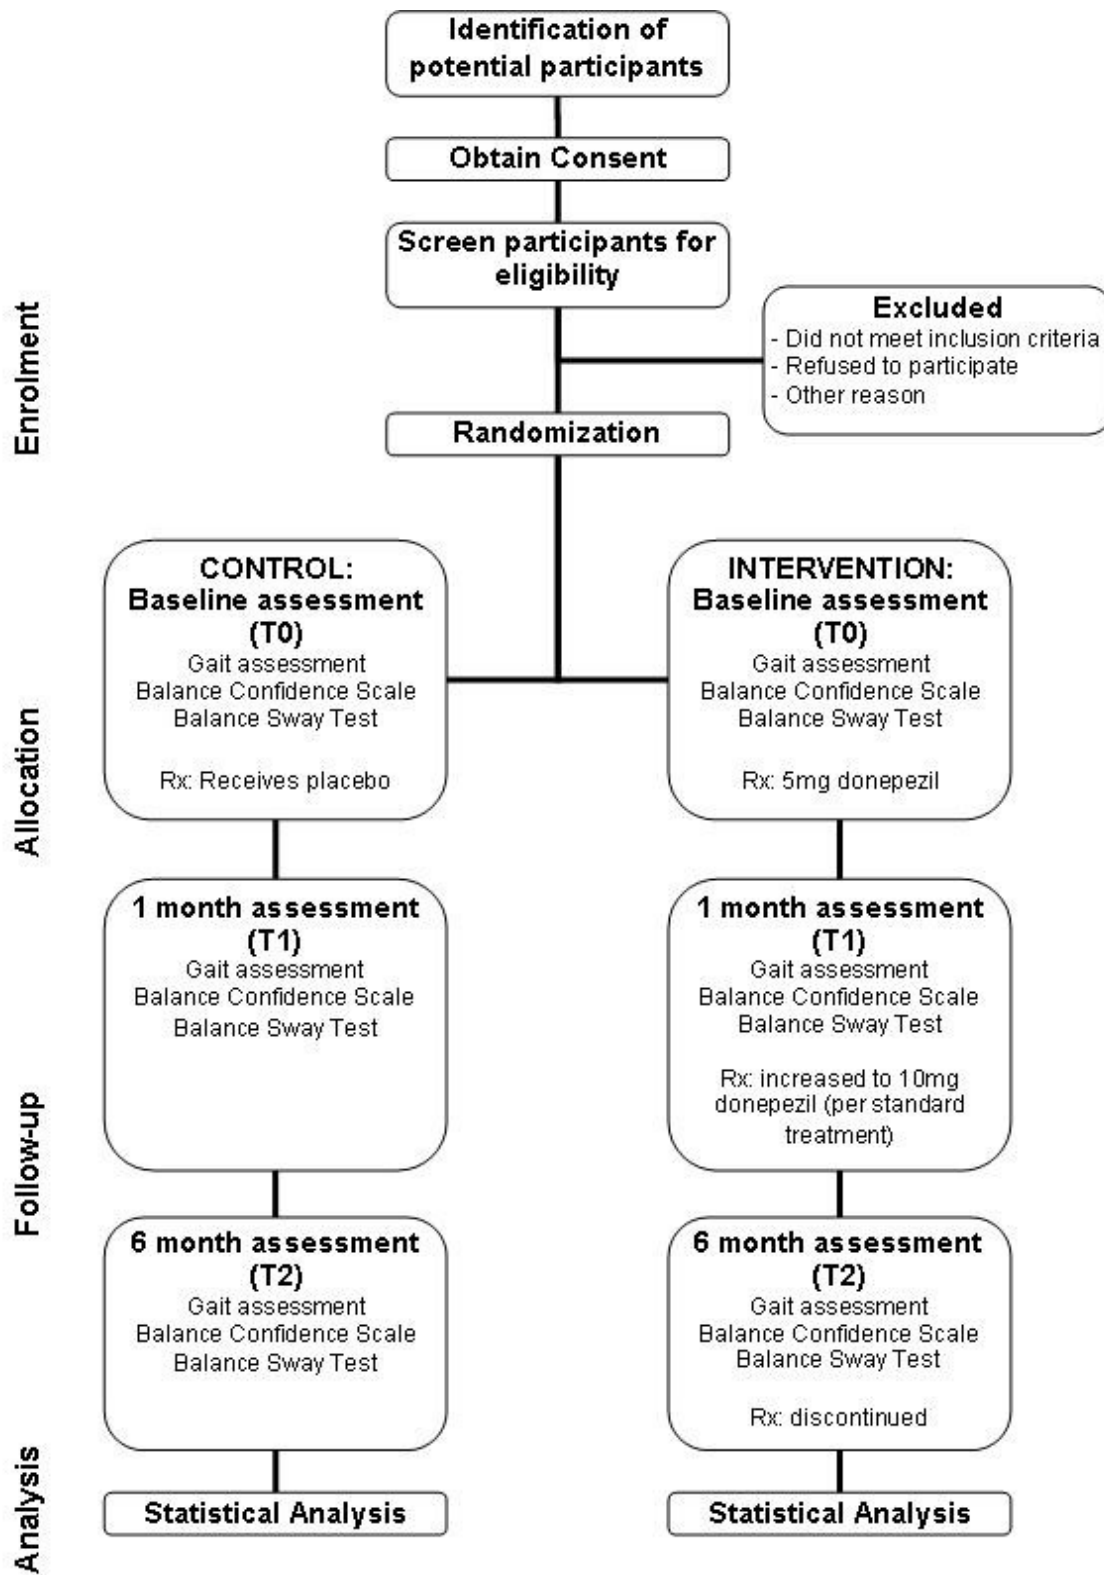 Identification of
potential participants
Obtain Consent
Screen participants for
eligibility
Enrolment
Excluded
- Did not meet inclusion criteria
- Refused to participate
- Other reason
Randomization
Allocation
CONTROL:
Baseline assessment
(T0)
Gait assessment
Balance Confidence Scale
Balance Sway Test
Rx: Receives placebo
INTERVENTION:
Baseline assessment
(T0)
Gait assessment
Balance Confidence Scale
Balance Sway Test
Rx: 5mg donepezil
Follow-up
1 month assessment
(T1)
Gait assessment
Balance Confidence Scale
Balance Sway Test
1 month assessment
(T1)
Gait assessment
Balance Confidence Scale
Balance Sway Test
Rx: increased to 10mg
donepezil (per standard
treatment)
6 month assessment
(T2)
Gait assessment
Balance Confidence Scale
Balance Sway Test
6 month assessment
(T2)
Gait assessment
Balance Confidence Scale
Balance Sway Test
Rx: discontinued
Analysis
Statistical Analysis
Statistical Analysis